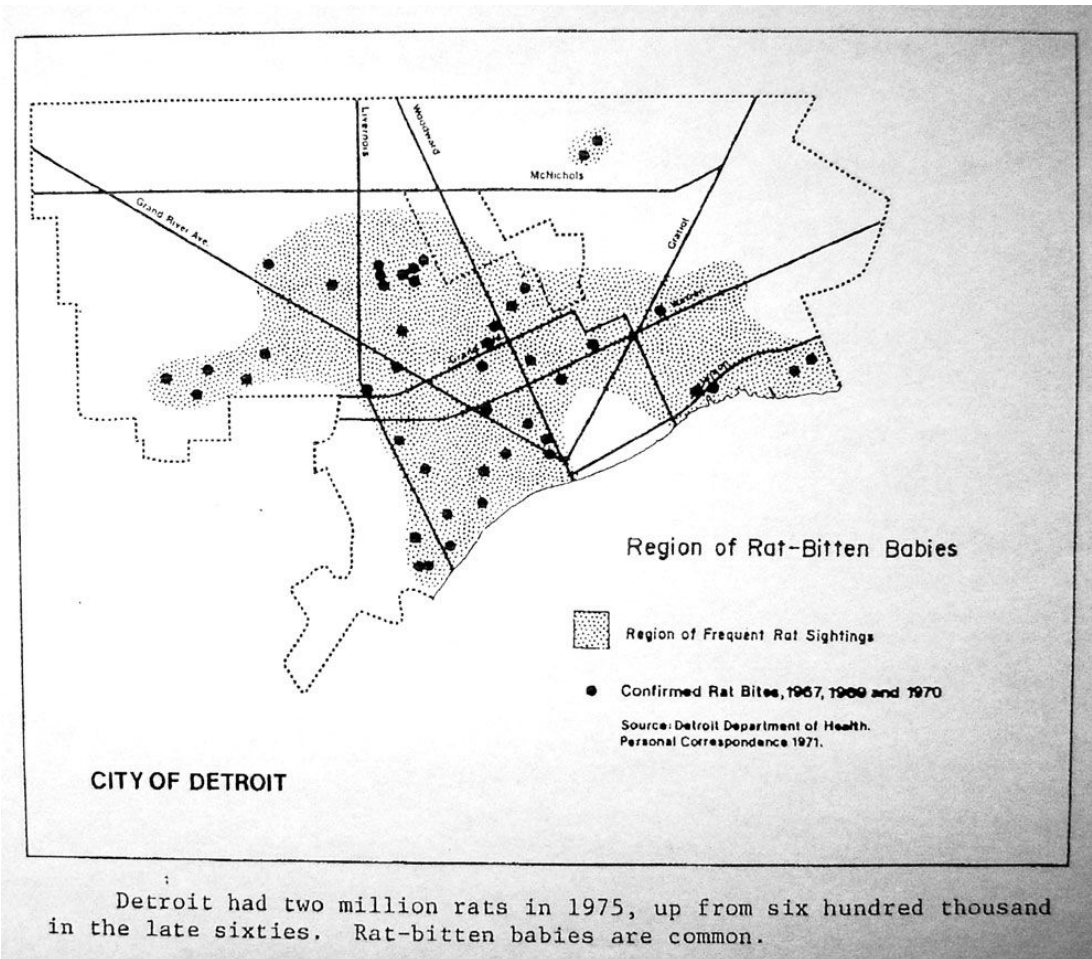 Livernois
Woodward
McNichols
Grand River Ave.
Gratiot
Warren
Region of Rat-Bitten Babies
Region of Frequent Rat Sightings
Confirmed Rat Bites, 1967, 1969 and 1970
Source: Detroit Department of Health.
Personal Correspondence 1971.
CITY OF DETROIT
Detroit had two million rats in 1975, up from six hundred thousand
in the late sixties. Rat-bitten babies are common.